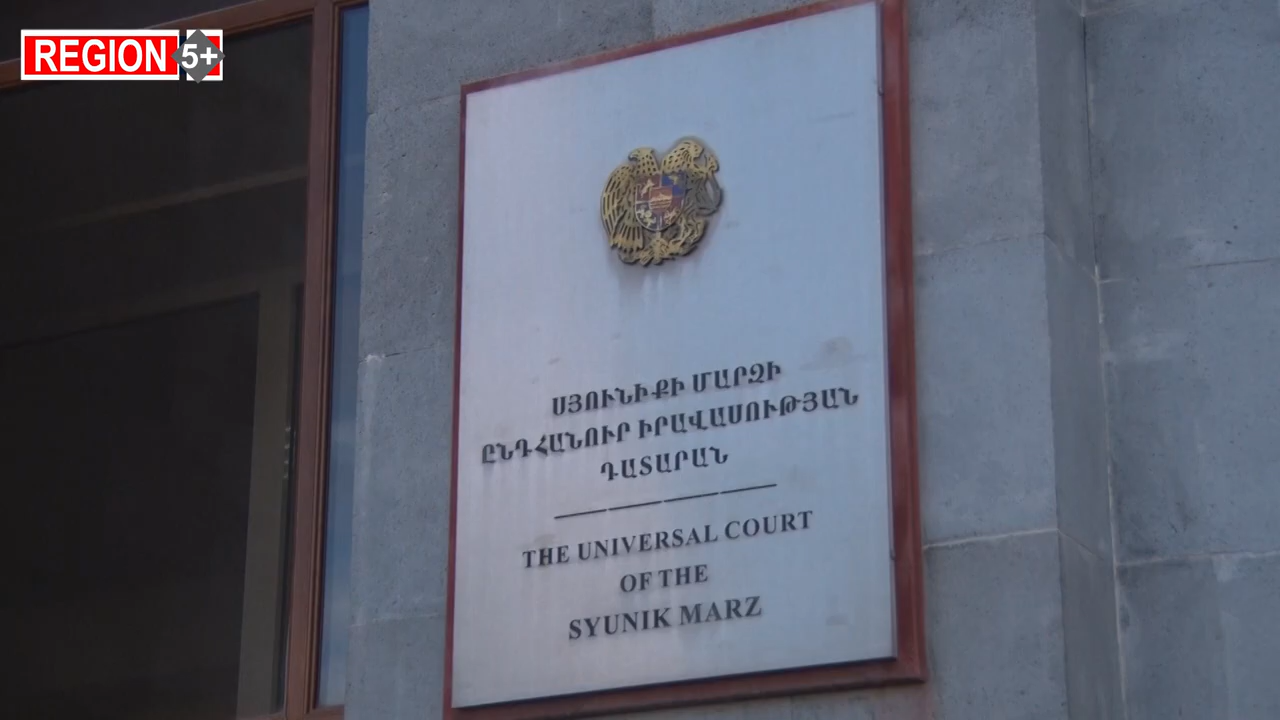 REGION 5+
ՍՅՈՒՆԻՔԻ ՄԱՐԶԻ
ԸՆԴՀԱՆՈՒՐ ԻՐԱՎԱՍՈՒԹՅԱՆ
ԴԱՏԱՐԱՆ
THE UNIVERSAL COURT
OF THE
SYUNIK MARZ